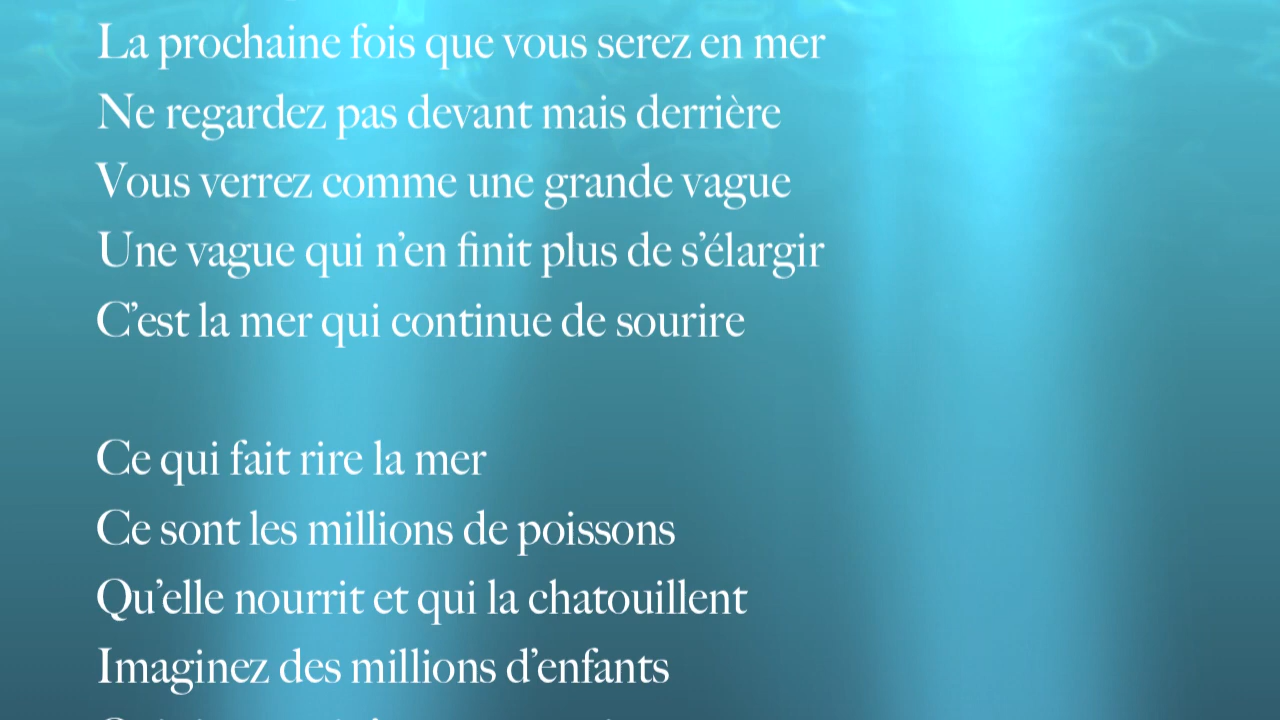 La prochaine fois que vous serez en mer
Ne regardez pas devant mais derrière
Vous verrez comme une grande vague
Une vague qui n’en finit plus de s’élargir
C’est la mer qui continue de sourire
Ce qui fait rire la mer
Ce sont les millions de poissons
Qu’elle nourrit et qui la chatouillent
Imaginez des millions d’enfants